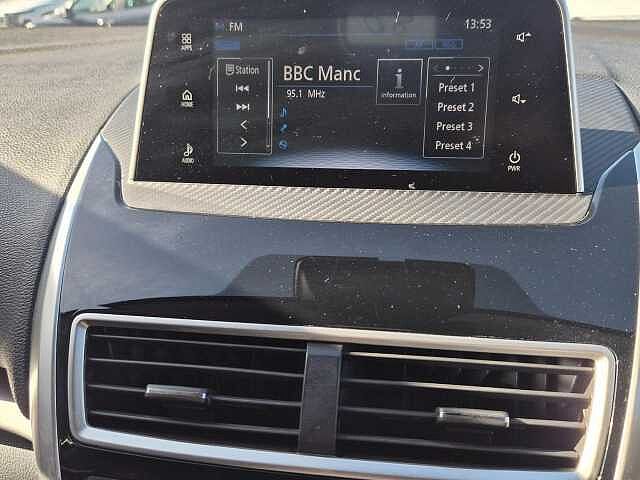 FM
13:53
APPS
Station
BBC Manc
95.1 MHz
i
information
Preset 1
Preset 2
Preset 3
Preset 4
HOME
AUDIO
PWR